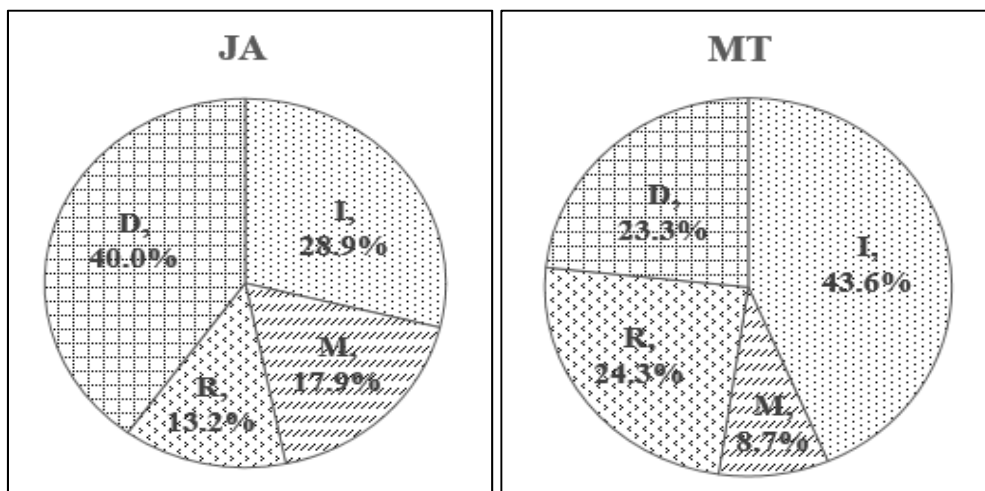 JA
I,
28.9%
M,
17.9%
R,
13.2%
D,
40.0%
MT
I,
43.6%
M,
8.7%
R,
24.3%
D,
23.3%